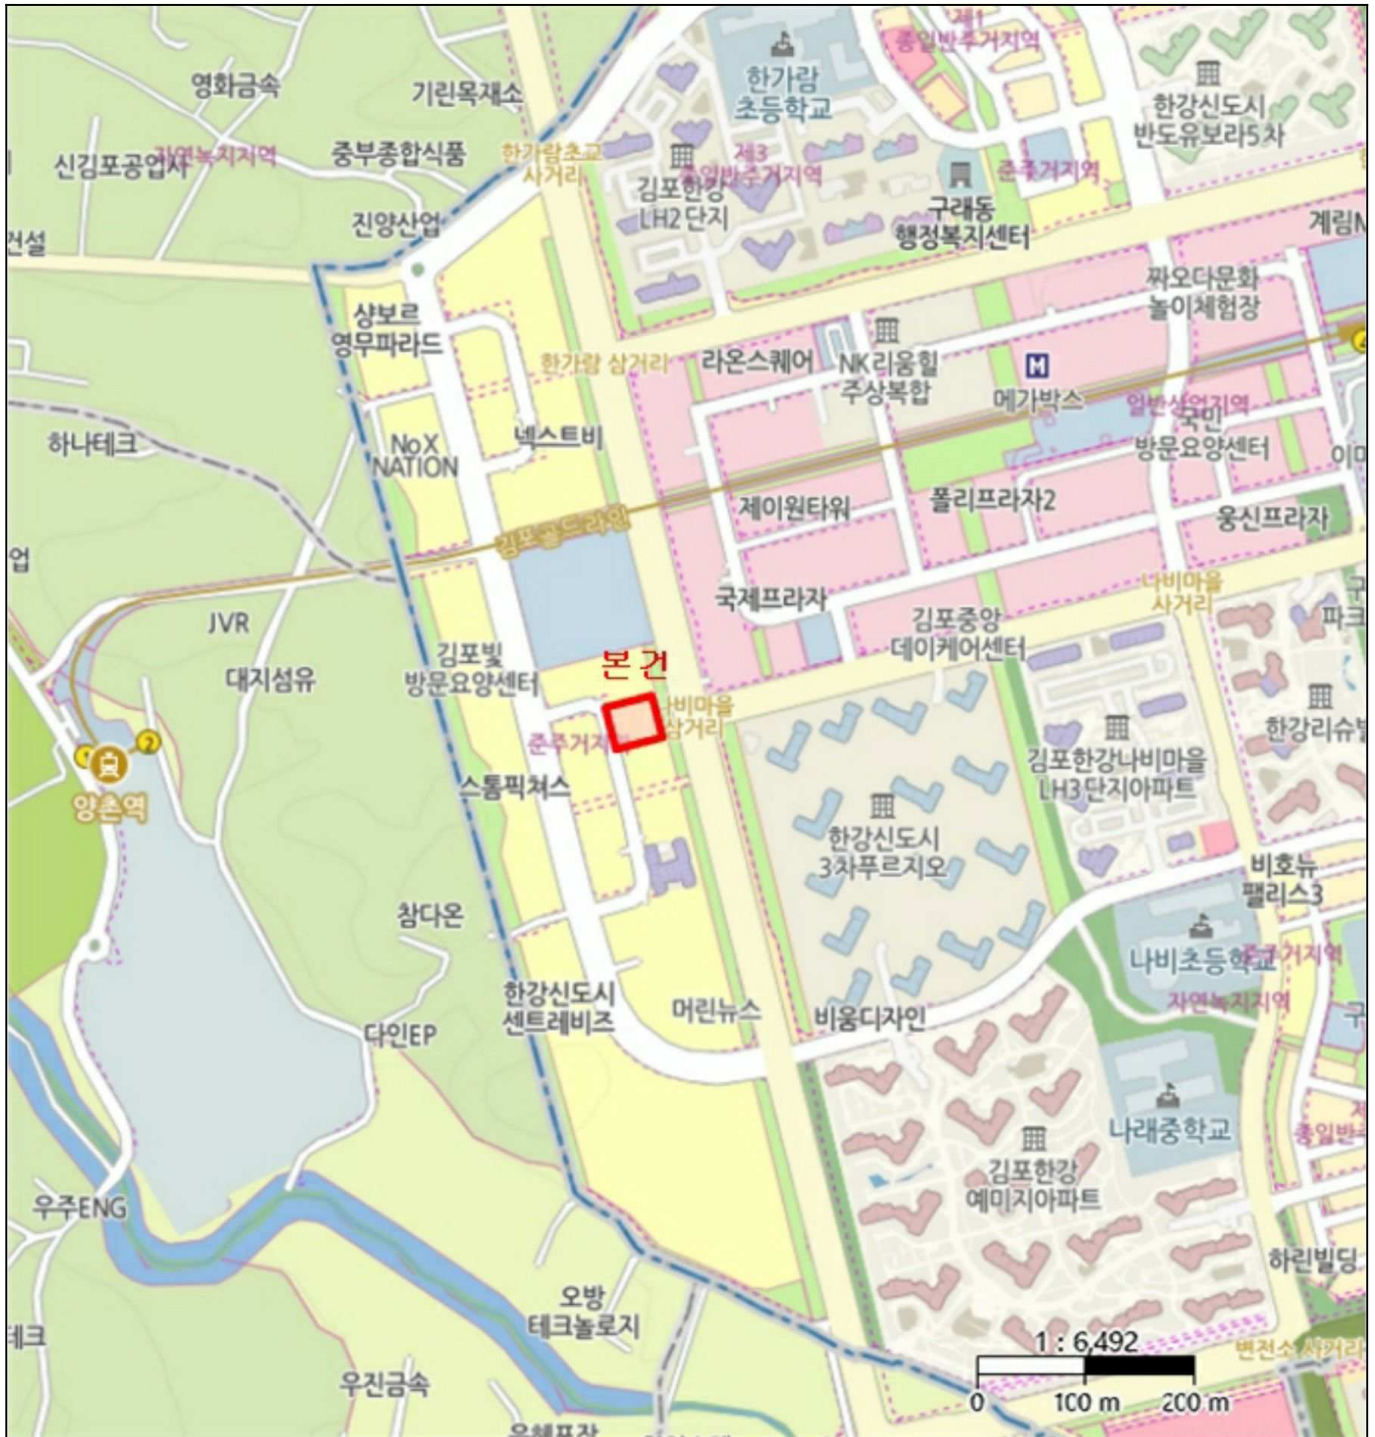 제1
종일반주거지역
한가람
초등학교
영화금속
기린목재소
한강신도시
반도유보라5차
신김포공업사
자연녹지지역
중부종합식품
한가람초교
사거리
제3
종일반주거지역
준주거지역
김포한강
LH2단지
구래동
행정복지센터
진양산업
건설
계림M
짜오다문화
놀이체험장
샹보르
영무파라드
한가람 삼거리
라온스퀘어
NK리움힐
주상복합
M
메가박스
일반상업지역
국민
방문요양센터
하나테크
NoX
NATION
넥스트비
이마
제이원타워
폴리프라자2
웅신프라자
김포골드라인
업
국제프라자
나비마을
사거리
김포중앙
데이케어센터
구
파크
JVR
대지섬유
김포빛
방문요양센터
본 건
나비마을
삼거리
준주거지역
2
양촌역
스톰픽쳐스
김포한강나비마을
LH3단지아파트
한강리슈빌
한강신도시
3차푸르지오
비호뉴
팰리스3
참다온
나비초등학교
준주거지역
자연녹지지역
한강신도시
센트레비즈
머린뉴스
비움디자인
다인EP
구
나래중학교
종일반주
김포한강
예미지아파트
우주ENG
하린빌딩
오방
테크놀로지
테크
우진금속
1 : 6,492
변전소 사거리
0 100 m 200 m